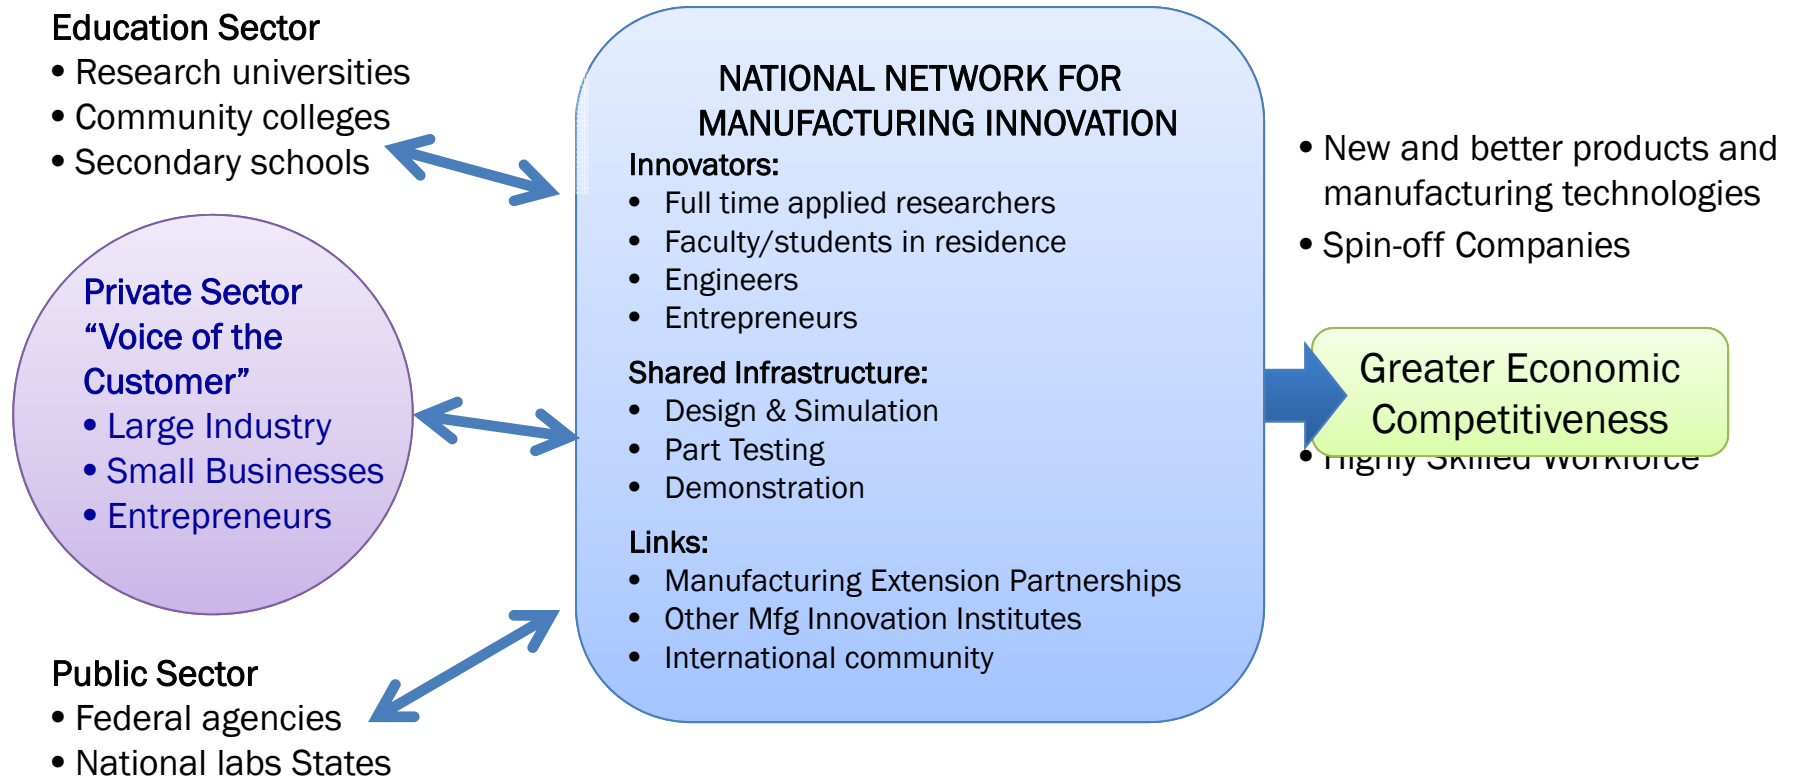 Education Sector
• Research universities
• Community colleges
• Secondary schools
Private Sector
“Voice of the
Customer”
• Large Industry
• Small Businesses
• Entrepreneurs
Public Sector
• Federal agencies
• National labs States
NATIONAL NETWORK FOR
MANUFACTURING INNOVATION
Innovators:
• Full time applied researchers
• Faculty/students in residence
• Engineers
• Entrepreneurs
Shared Infrastructure:
• Design & Simulation
• Part Testing
• Demonstration
Links:
• Manufacturing Extension Partnerships
• Other Mfg Innovation Institutes
• International community
• New and better products and
manufacturing technologies
• Spin-off Companies
Greater Economic
Competitiveness
• Highly Skilled Workforce